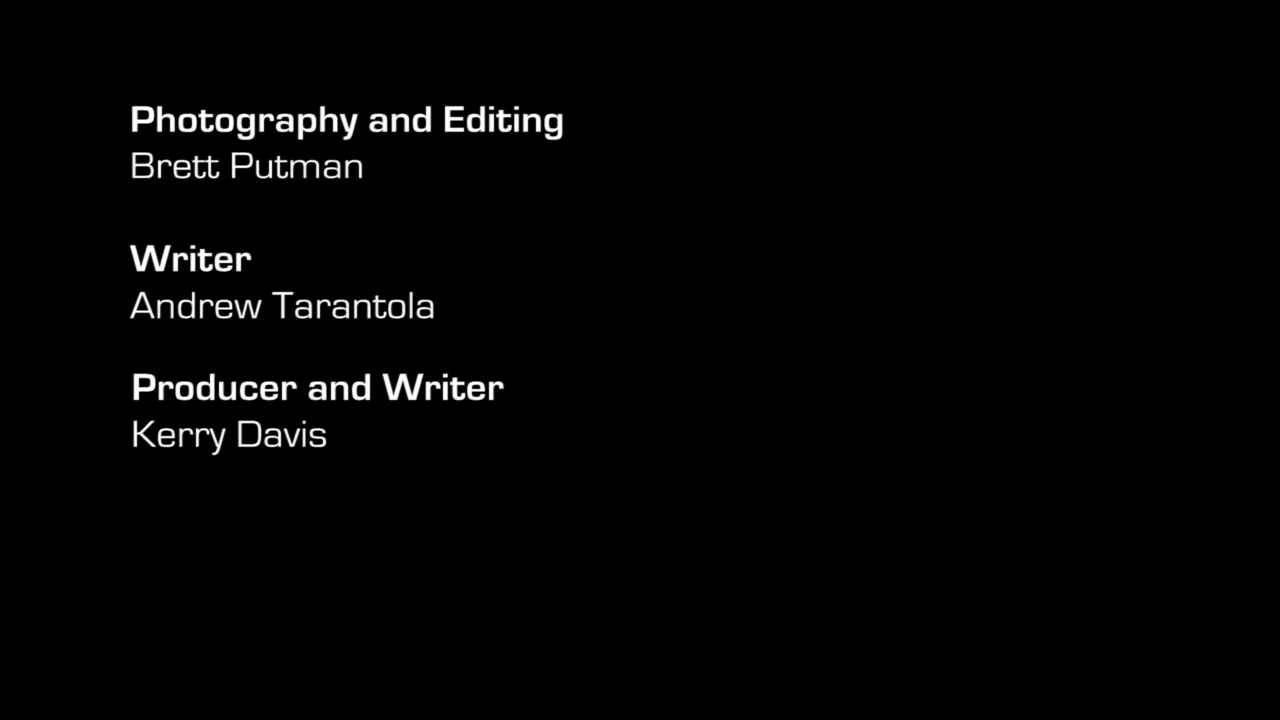 Photography and Editing
Brett Putman
Writer
Andrew Tarantola
Producer and Writer
Kerry Davis